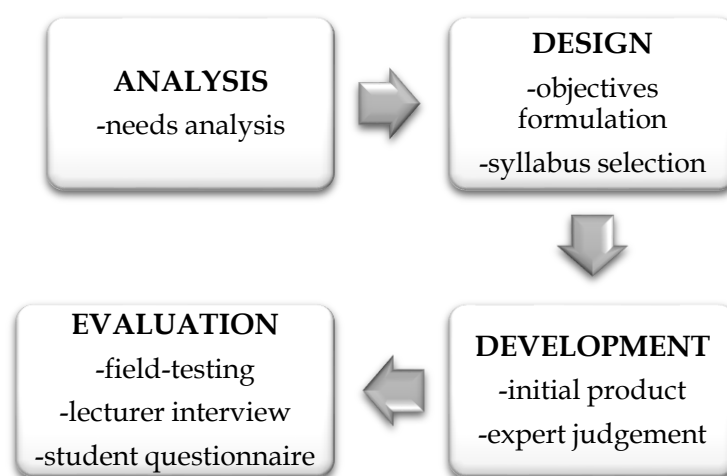 ANALYSIS
-needs analysis
DESIGN
-objectives
formulation
-syllabus selection
EVALUATION
-field-testing
-lecturer interview
-student questionnaire
DEVELOPMENT
-initial product
-expert judgement